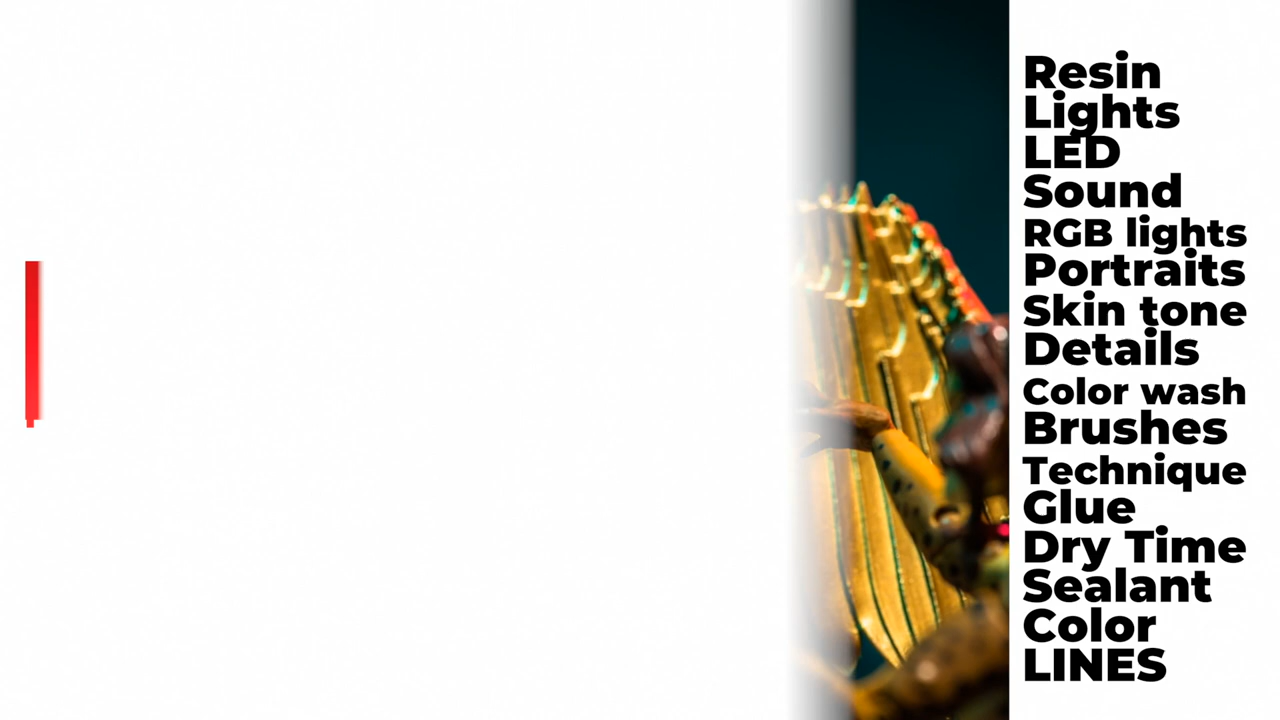 Resin
Lights
LED
Sound
RGB lights
Portraits
Skin tone
Details
Color wash
Brushes
Technique
Glue
Dry Time
Sealant
Color
LINES